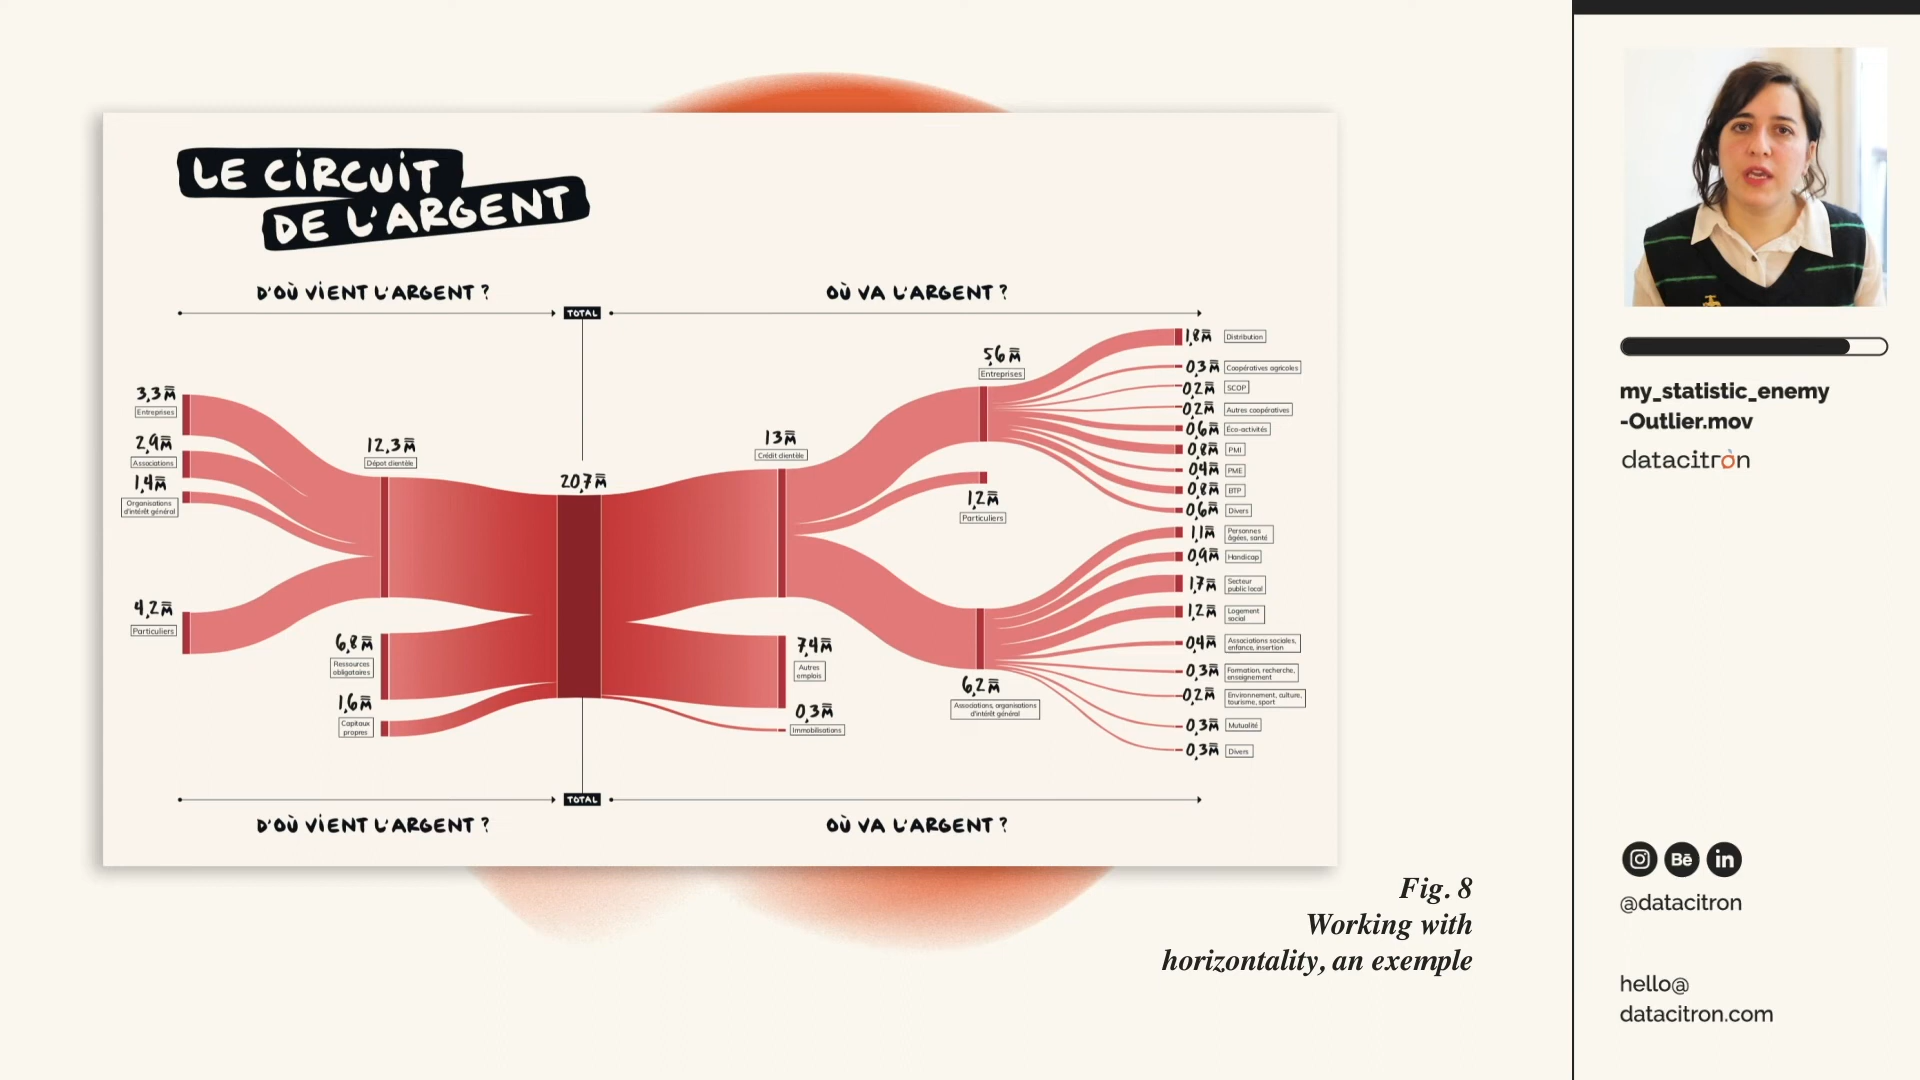 LE CIRCUIT
DE L'ARGENT
D'OÙ VIENT L'ARGENT ?
TOTAL
OÙ VA L'ARGENT ?
3,3M
Entreprises
2,9M
Associations
1,4M
Organisations
d'intérêt général
4,2M
Particuliers
12,3M
Dépot clientèle
6,8M
Ressources
obligataires
1,6M
Capitaux
propres
20,7M
13M
Crédit clientèle
7,4M
Autres
emplois
0,3M
Immobilisations
5,6M
Entreprises
1,2M
Particuliers
6,2M
Associations, organisations
d'intérêt général
1,8M Distribution
0,3M Coopératives agricoles
0,2M SCOP
0,2M Autres coopératives
0,6M Eco-activités
0,8M PMI
0,4M PME
0,8M BTP
0,6M Divers
1,1M Personnes
âgées, santé
0,9M Handicap
1,7M Secteur
public local
1,2M Logement
social
0,4M Associations sociales,
enfance, insertion
0,3M Formation, recherche,
enseignement
0,2M Environnement, culture,
tourisme, sport
0,3M Mutualité
0,3M Divers
TOTAL
D'OÙ VIENT L'ARGENT ?
OÙ VA L'ARGENT ?
Fig. 8
Working with
horizontality, an exemple
my_statistic_enemy
-Outlier.mov
datacitron
Bē in
@datacitron
hello@
datacitron.com